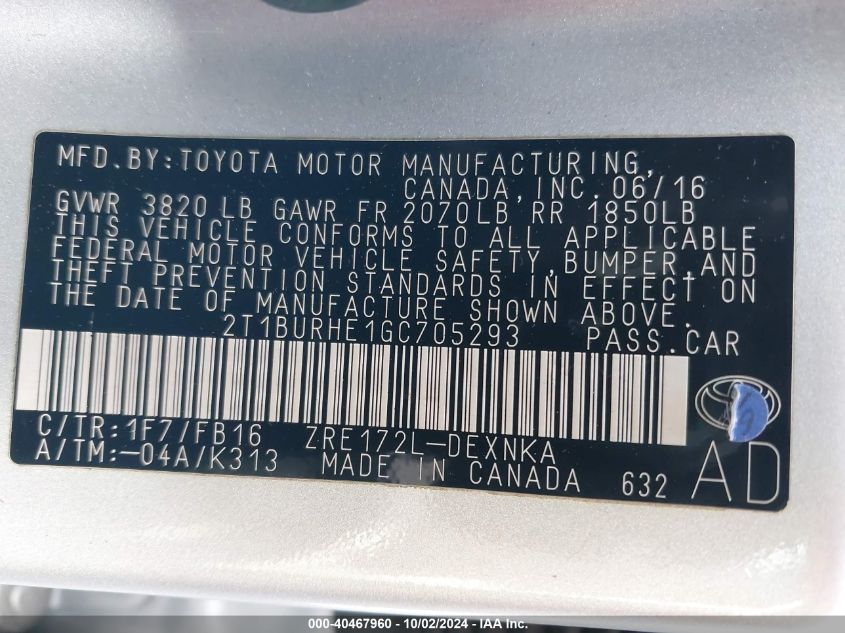 MFD.BY:TOYOTA MOTOR MANUFACTURING,
CANADA, INC. 06/16
GVWR 3820 LB GAWR FR 2070LB RR 1850LB
THIS VEHICLE CONFORMS TO ALL APPLICABLE
FEDERAL MOTOR VEHICLE SAFETY, BUMPER, AND
THEFT PREVENTION STANDARDS IN EFFECT ON
THE DATE OF MANUFACTURE SHOWN ABOVE.
2T1BURHE1GC705293 PASS.CAR
C/TR:1F7/FB16 ZRE172L-DEXNKA
A/TM:-04A/K313 MADE IN CANADA 632 AD
000-40467960 - 10/02/2024 - IAA Inc.